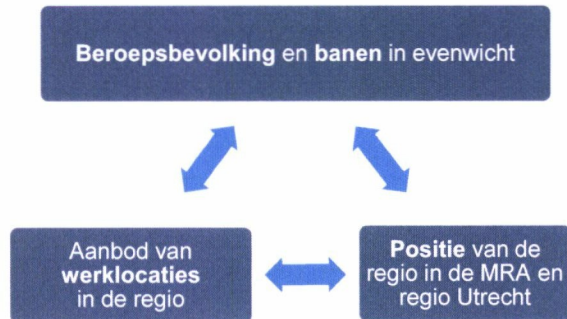 Beroepsbevolking en banen in evenwicht
Aanbod van
werklocaties
in de regio
Positie van de
regio in de MRA en
regio Utrecht